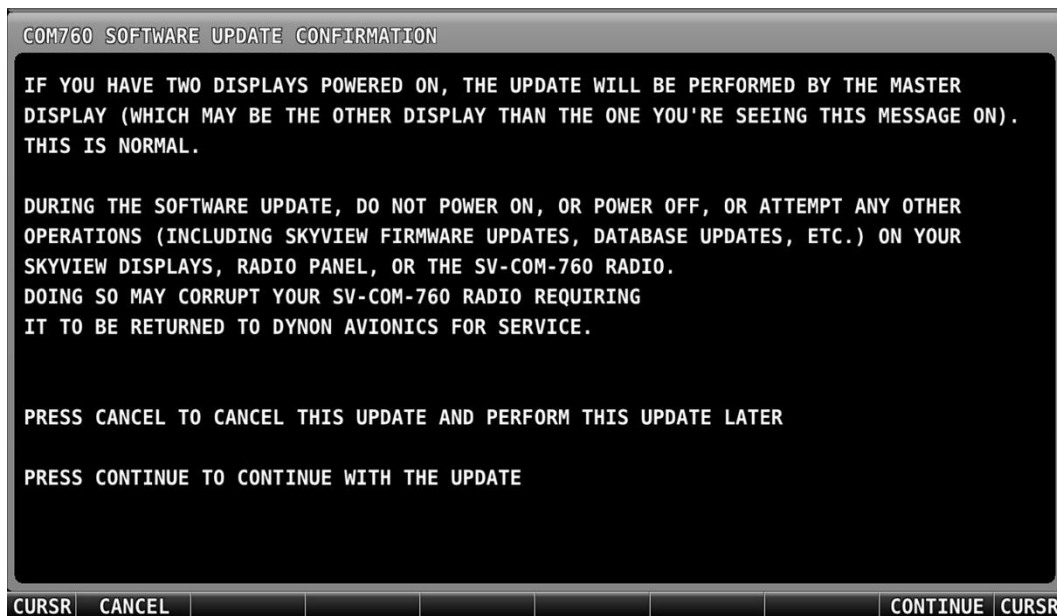 COM760 SOFTWARE UPDATE CONFIRMATION
IF YOU HAVE TWO DISPLAYS POWERED ON, THE UPDATE WILL BE PERFORMED BY THE MASTER
DISPLAY (WHICH MAY BE THE OTHER DISPLAY THAN THE ONE YOU'RE SEEING THIS MESSAGE ON).
THIS IS NORMAL.
DURING THE SOFTWARE UPDATE, DO NOT POWER ON, OR POWER OFF, OR ATTEMPT ANY OTHER
OPERATIONS (INCLUDING SKYVIEW FIRMWARE UPDATES, DATABASE UPDATES, ETC.) ON YOUR
SKYVIEW DISPLAYS, RADIO PANEL, OR THE SV-COM-760 RADIO.
DOING SO MAY CORRUPT YOUR SV-COM-760 RADIO REQUIRING
IT TO BE RETURNED TO DYNON AVIONICS FOR SERVICE.
PRESS CANCEL TO CANCEL THIS UPDATE AND PERFORM THIS UPDATE LATER
PRESS CONTINUE TO CONTINUE WITH THE UPDATE
CURSR CANCEL CONTINUE CURSR